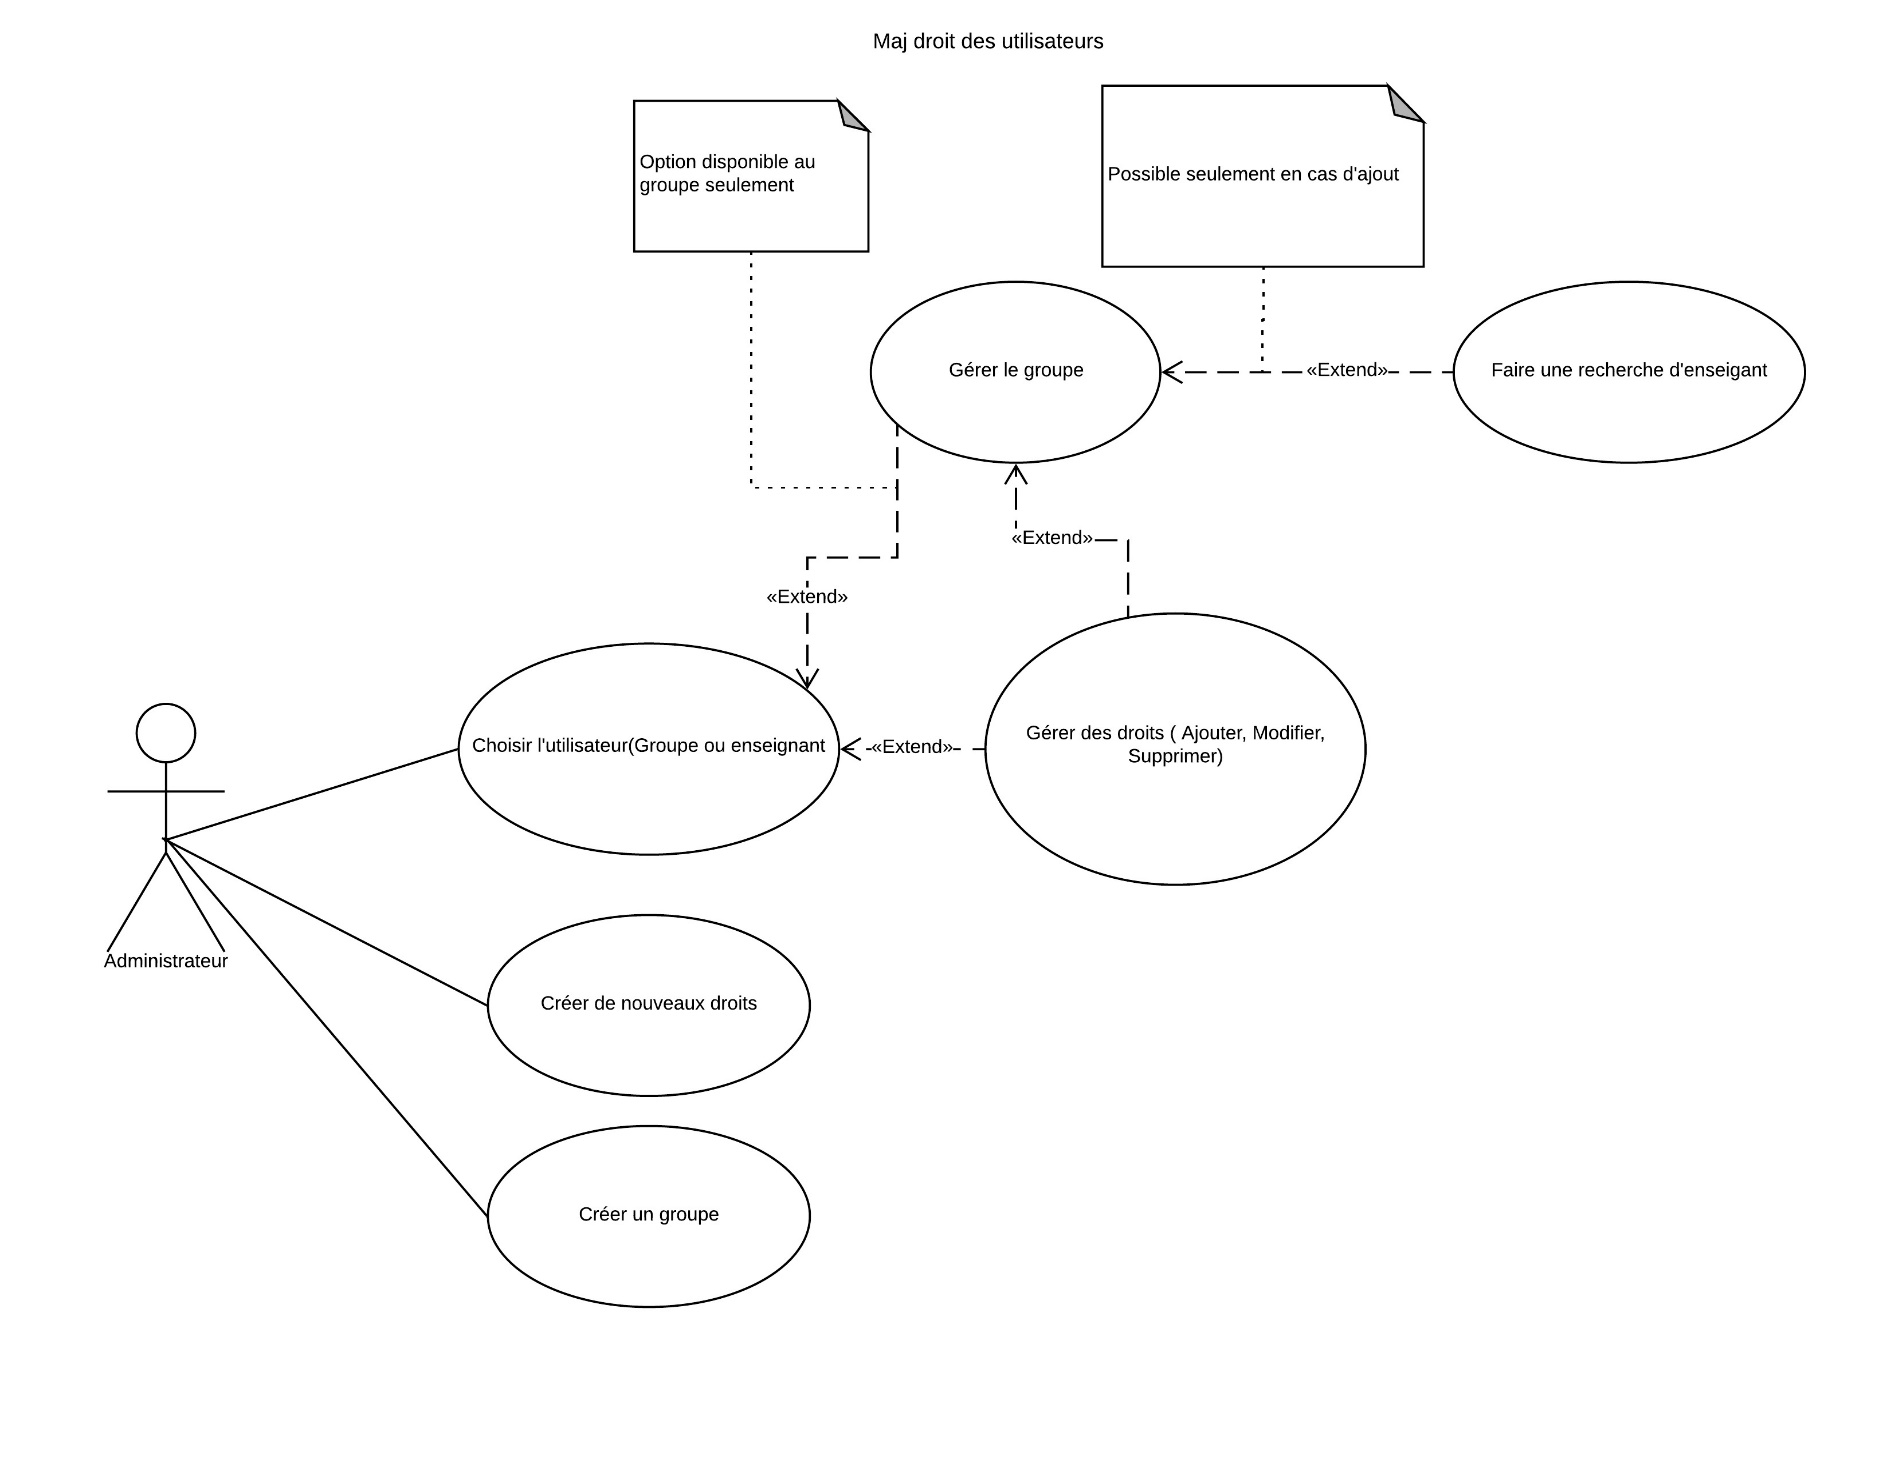 Maj droit des utilisateurs
Option disponible au
groupe seulement
Possible seulement en cas d'ajout
Gérer le groupe
«Extend»
Faire une recherche d'enseigant
«Extend»
«Extend»
Choisir l'utilisateur(Groupe ou enseignant
«Extend»
Gérer des droits ( Ajouter, Modifier,
Supprimer)
Administrateur
Créer de nouveaux droits
Créer un groupe